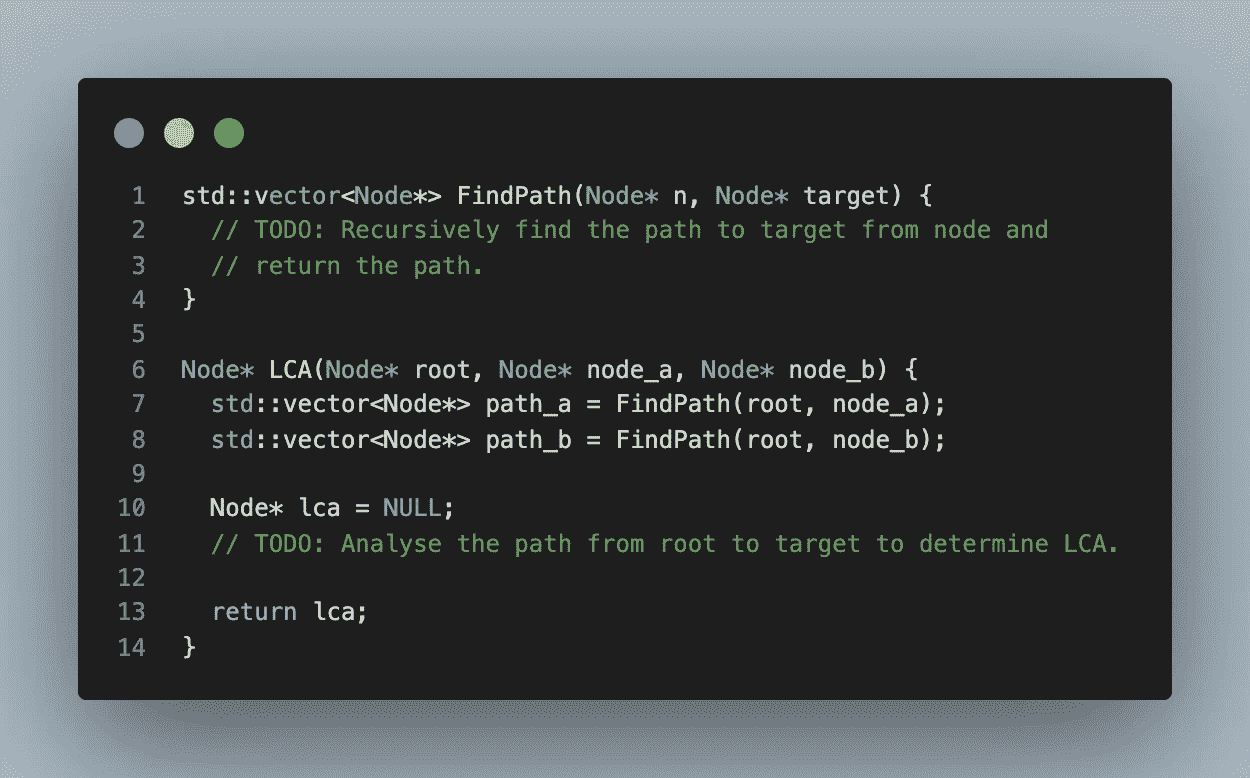 1 std::vector<Node*> FindPath(Node* n, Node* target) {
2 // TODO: Recursively find the path to target from node and
3 // return the path.
4 }
5
6 Node* LCA(Node* root, Node* node_a, Node* node_b) {
7 std::vector<Node*> path_a = FindPath(root, node_a);
8 std::vector<Node*> path_b = FindPath(root, node_b);
9
10 Node* lca = NULL;
11 // TODO: Analyse the path from root to target to determine LCA.
12
13 return lca;
14 }